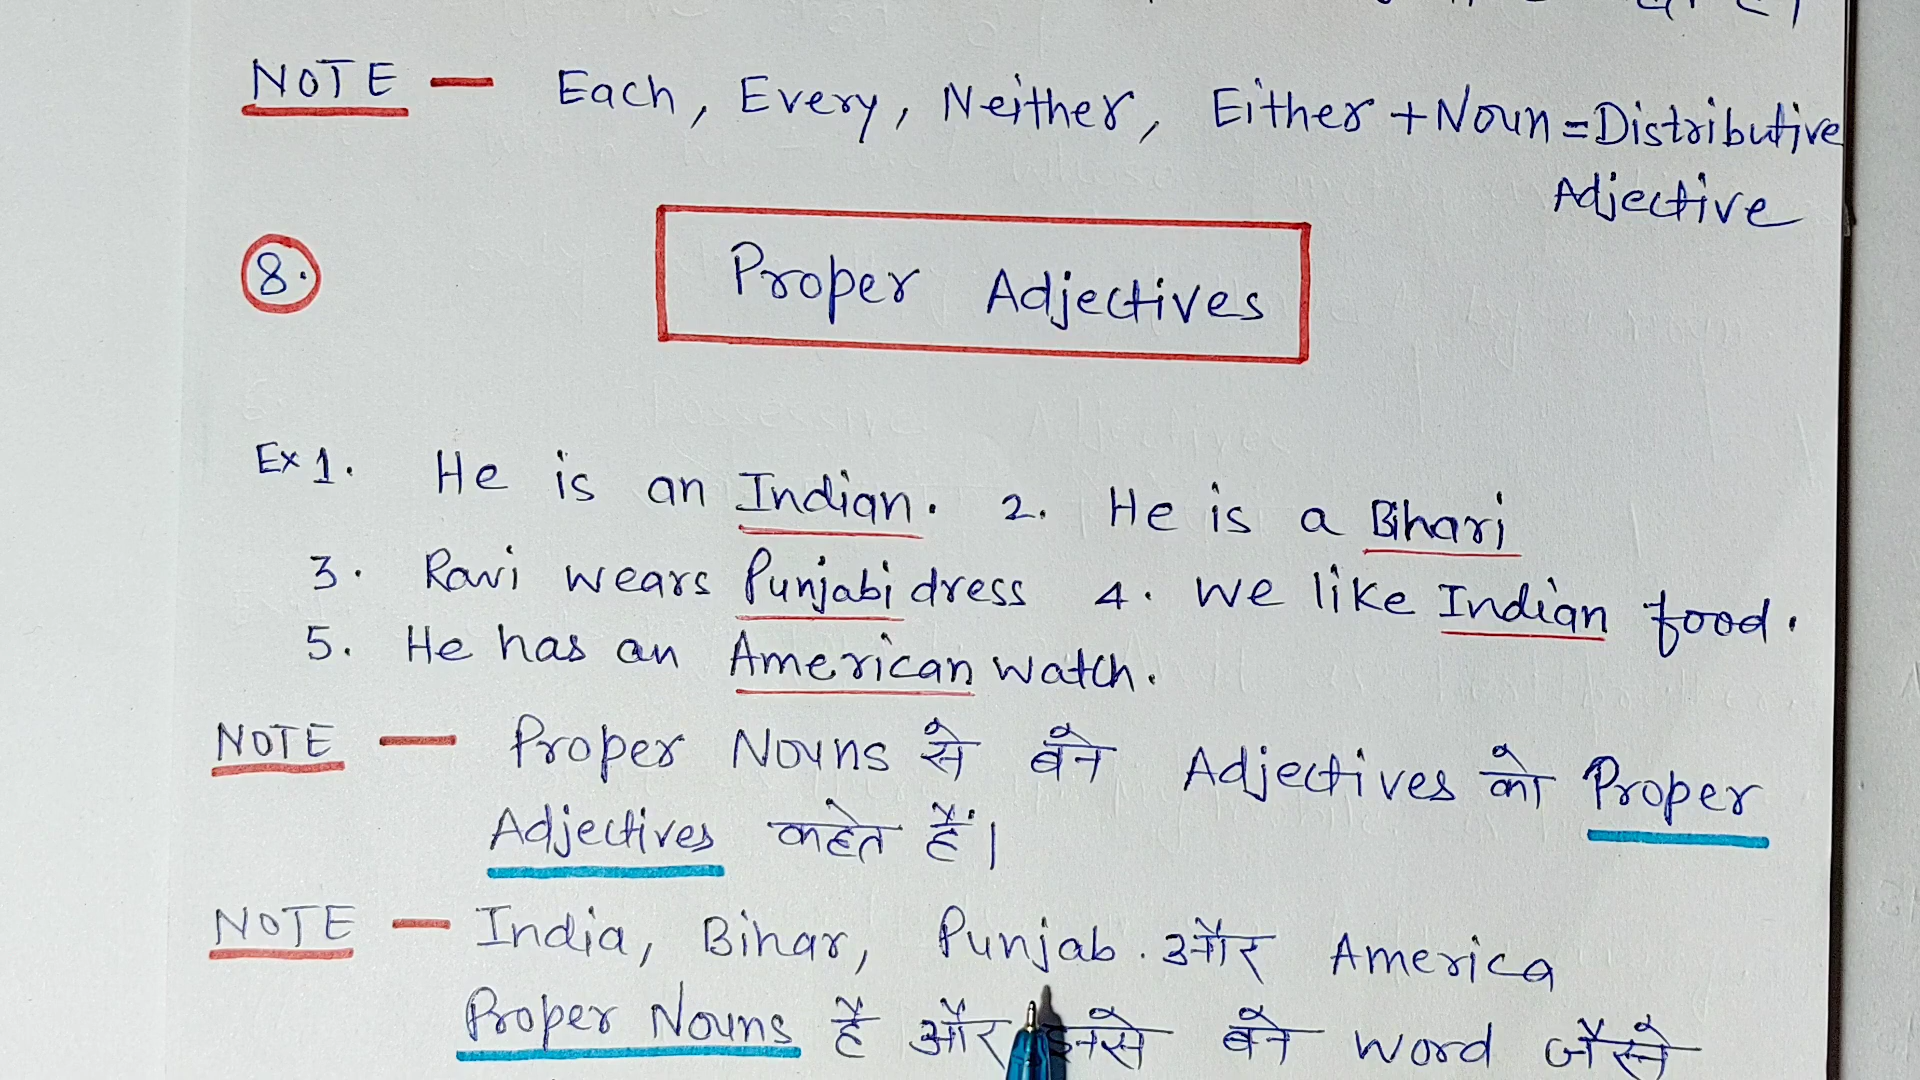 NOTE — Each, Every, Neither, Either + Noun = Distributive
Adjective
8. Proper Adjectives
Ex 1. He is an Indian. 2. He is a Bihari
3. Ravi wears Punjabi dress 4. We like Indian food.
5. He has an American watch.
NOTE — Proper Nouns से बने Adjectives को Proper
Adjectives कहते हैं।
NOTE — India, Bihar, Punjab. और America
Proper Nouns है और इनसे बने word जैसे